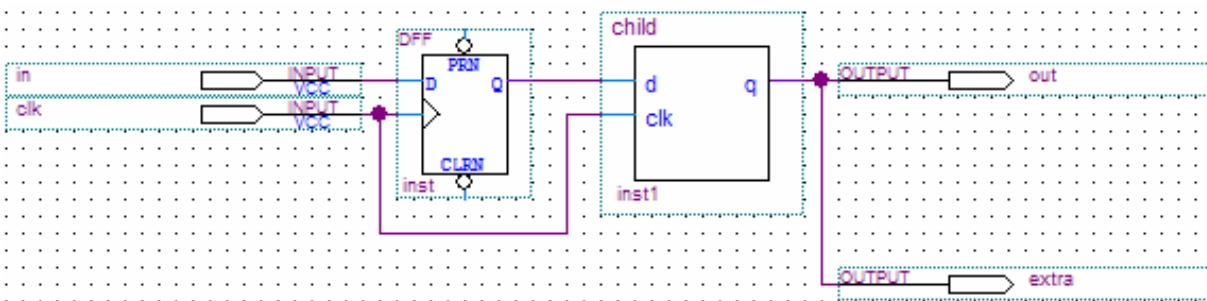 child
DFF
PRN
in INPUT VCC D Q d q OUTPUT out
clk INPUT VCC clk
CLRN
inst inst1
OUTPUT extra